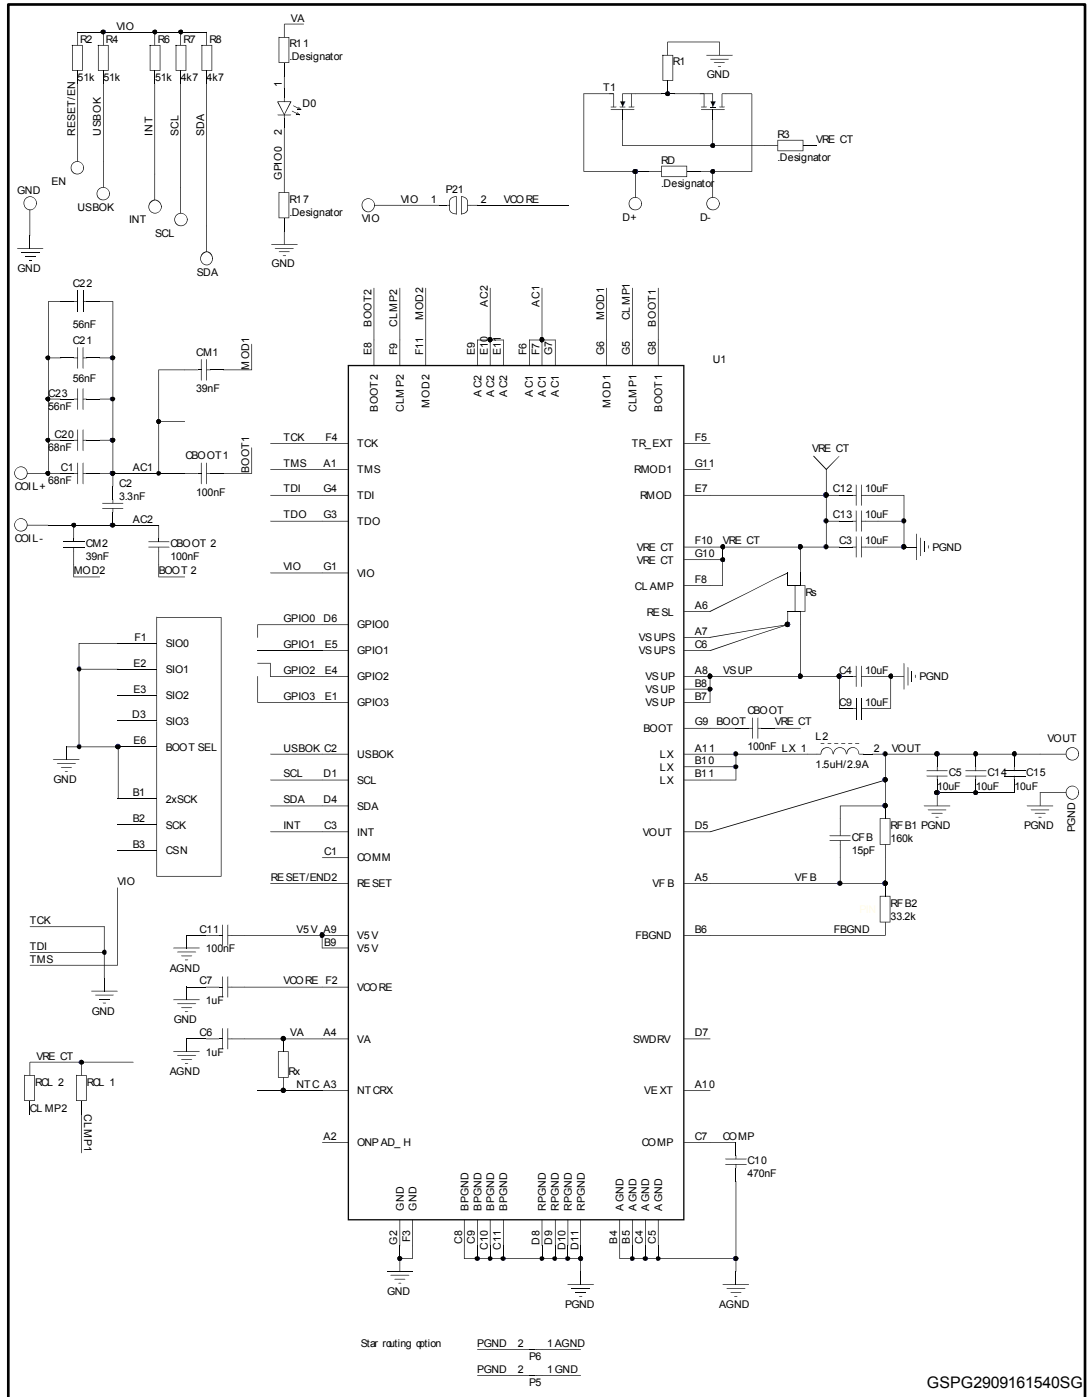 VIO
R2 R4 R6 R7 R8
51k 51k 51k 4k7 4k7
RESET/EN
USBOK
INT
SCL
SDA
EN
USBOK
INT
SCL
SDA
GND
GND
VA
R11
.Designator
1
D0
2
GPIO0
R17
.Designator
GND
VIO
VIO 1 P21 2 VCORE
R1
GND
T1
R3
.Designator
VRECT
RD
.Designator
D+
D-
C22
56nF
C21
56nF
C23
56nF
C20
68nF
C1
68nF
COIL+
AC1
C2
3.3nF
CM1
39nF
MOD1
CBOOT1
100nF
BOOT1
COIL-
AC2
CM2
39nF
MOD2
CBOOT2
100nF
BOOT2
BOOT2
CLMP2
MOD2
AC2
AC1
MOD1
CLMP1
BOOT1
E8 F9 F11 E9 E10 E11 F6 F7 G7 G6 G5 G8
U1
BOOT2
CLMP2
MOD2
AC2
AC2
AC2
AC1
AC1
AC1
MOD1
CLMP1
BOOT1
TCK F4 TCK
TMS A1 TMS
TDI G4 TDI
TDO G3 TDO
VIO G1 VIO
GPIO0 D6 GPIO0
GPIO1 E5 GPIO1
GPIO2 E4 GPIO2
GPIO3 E1 GPIO3
USBOK C2 USBOK
SCL D1 SCL
SDA D4 SDA
INT C3 INT
C1 COMM
RESET/EN D2 RESET
C11
100nF
AGND
V5V A9 V5V
B9 V5V
C7
1uF
GND
VCORE F2 VCORE
C6
1uF
AGND
VA A4 VA
Rx
NTC A3 NTCRX
A2 ONPAD_H
TR_EXT F5
RMOD1 G11
RMOD E7
VRECT F10 VRECT
VRECT G10
CLAMP F8
RESL A6
VSUPS A7
VSUPS C6
VSUP A8 VSUP
VSUP B8
VSUP B7
BOOT G9 BOOT
CBOOT
100nF
VRECT
LX A11
LX B10
LX B11
LX 1
L2
1.5uH/2.9A
2 VOUT
VOUT D5
VFB A5 VFB
FBGND B6 FBGND
SWDRV D7
VEXT A10
COMP C7 COMP
C10
470nF
AGND
VRECT
C12 10uF
C13 10uF
C3 10uF
PGND
Rs
C4 10uF
PGND
C9 10uF
VOUT
C5
10uF
C14
10uF
C15
10uF
PGND
PGND
PGND
CFB
15pF
RFB1
160k
RFB2
33.2k
F1 SIO0
E2 SIO1
E3 SIO2
D3 SIO3
E6 BOOTSEL
B1 2xSCK
B2 SCK
B3 CSN
GND
VIO
TCK
TDI
TMS
GND
VRECT
RCL2
CLMP2
RCL1
CLMP1
GND
GND
BPGND
BPGND
BPGND
BPGND
RPGND
RPGND
RPGND
RPGND
AGND
AGND
AGND
AGND
G2 F3 C8 C9 C10 C11 D8 D9 D10 D11 B4 B5 C4 C5
GND
PGND
Star routing option
PGND 2 1 AGND
P6
PGND 2 1 GND
P5
GSPG2909161540SG